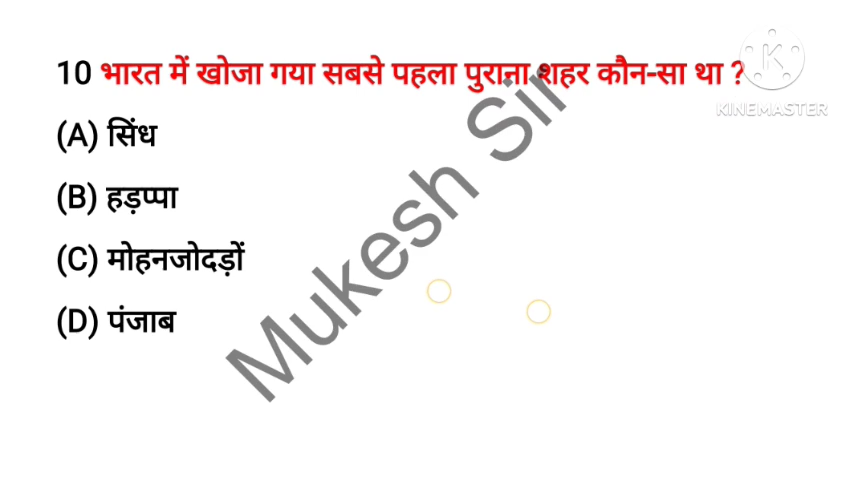 10 भारत में खोजा गया सबसे पहला पुराना शहर कौन-सा था ?
KINEMASTER
(A) सिंध
(B) हड़प्पा
(C) मोहनजोदड़ों
(D) पंजाब
Mukesh Sir